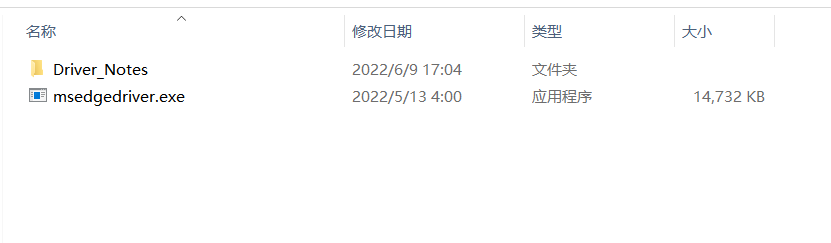 名称 修改日期 类型 大小
Driver_Notes 2022/6/9 17:04 文件夹
msedgedriver.exe 2022/5/13 4:00 应用程序 14,732 KB